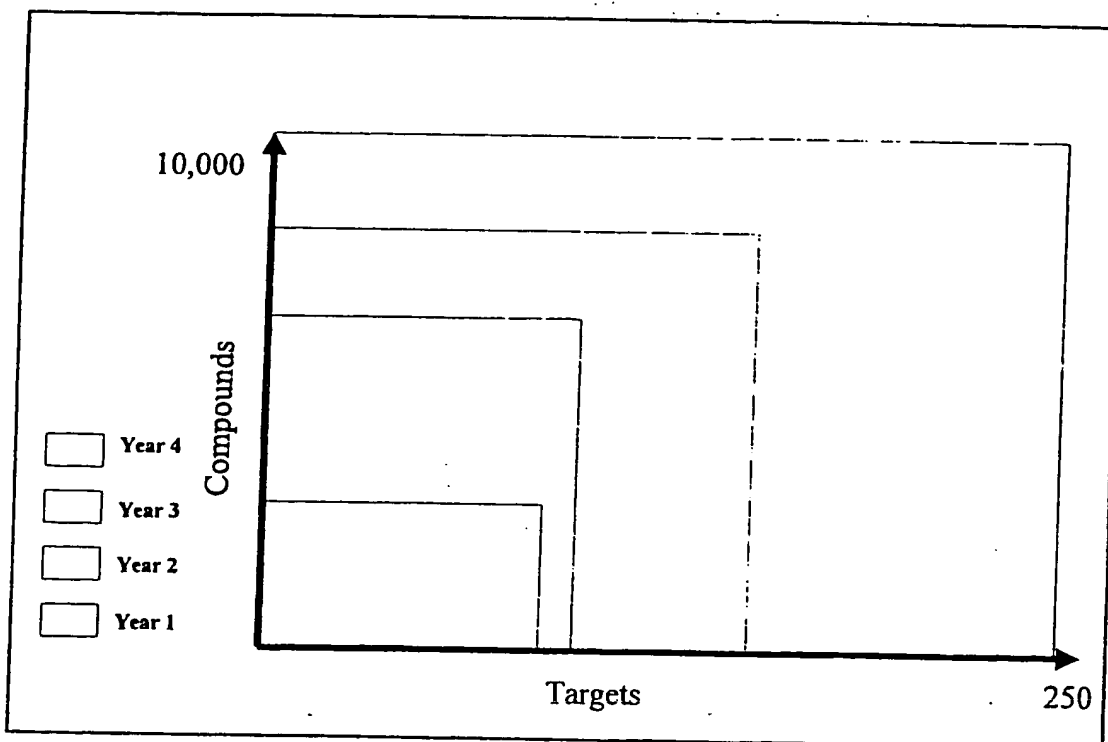 10,000
Compounds
Year 4
Year 3
Year 2
Year 1
Targets
250